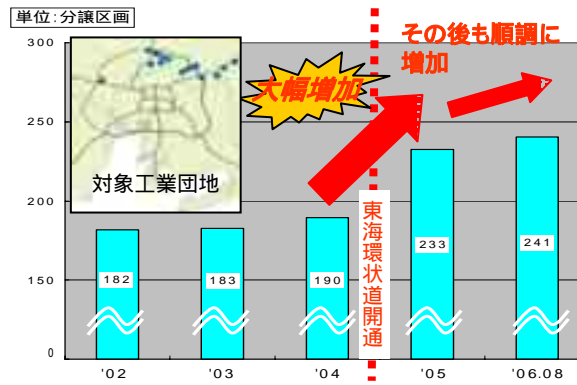 単位:分譲区画
その後も順調に
増加
大幅増加
対象工業団地
300
250
200
150
0
182
183
190
233
241
東海環状道開通
'02
'03
'04
'05
'06.08